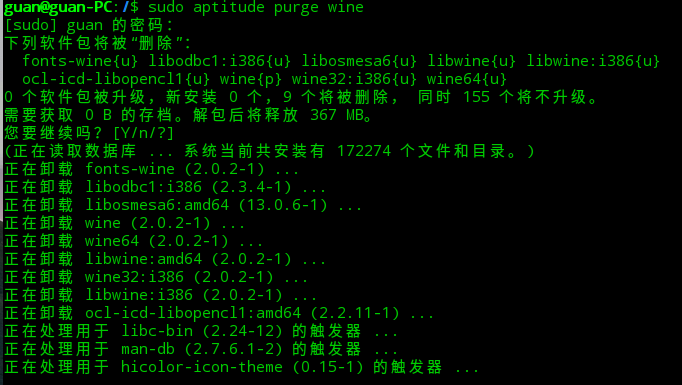 guan@guan-PC:/$ sudo aptitude purge wine
[sudo] guan 的密码：
下列软件包将被“删除”：
  fonts-wine{u} libodbc1:i386{u} libosmesa6{u} libwine{u} libwine:i386{u}
  ocl-icd-libopencl1{u} wine{p} wine32:i386{u} wine64{u}
0 个软件包被升级，新安装 0 个，9 个将被删除， 同时 155 个将不升级。
需要获取 0 B 的存档。解包后将释放 367 MB。
您要继续吗？[Y/n/?]
(正在读取数据库 ... 系统当前共安装有 172274 个文件和目录。)
正在卸载 fonts-wine (2.0.2-1) ...
正在卸载 libodbc1:i386 (2.3.4-1) ...
正在卸载 libosmesa6:amd64 (13.0.6-1) ...
正在卸载 wine (2.0.2-1) ...
正在卸载 wine64 (2.0.2-1) ...
正在卸载 libwine:amd64 (2.0.2-1) ...
正在卸载 wine32:i386 (2.0.2-1) ...
正在卸载 libwine:i386 (2.0.2-1) ...
正在卸载 ocl-icd-libopencl1:amd64 (2.2.11-1) ...
正在处理用于 libc-bin (2.24-12) 的触发器 ...
正在处理用于 man-db (2.7.6.1-2) 的触发器 ...
正在处理用于 hicolor-icon-theme (0.15-1) 的触发器 ...